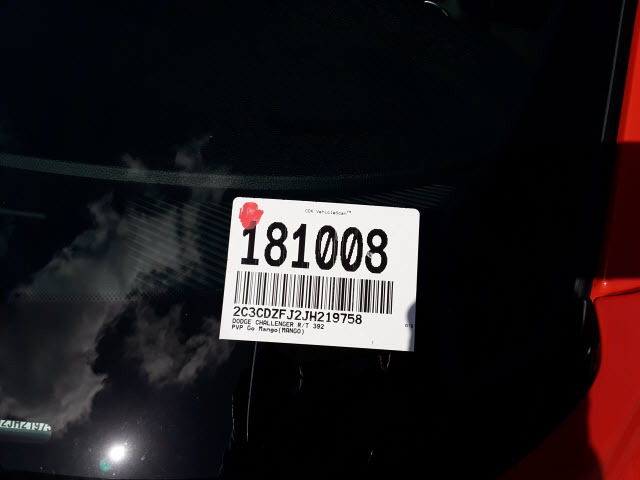 CDK VehicleScan™
181008
2C3CDZFJ2JH219758
DODGE CHALLENGER R/T 392
PVP Go Mango(MANGO)